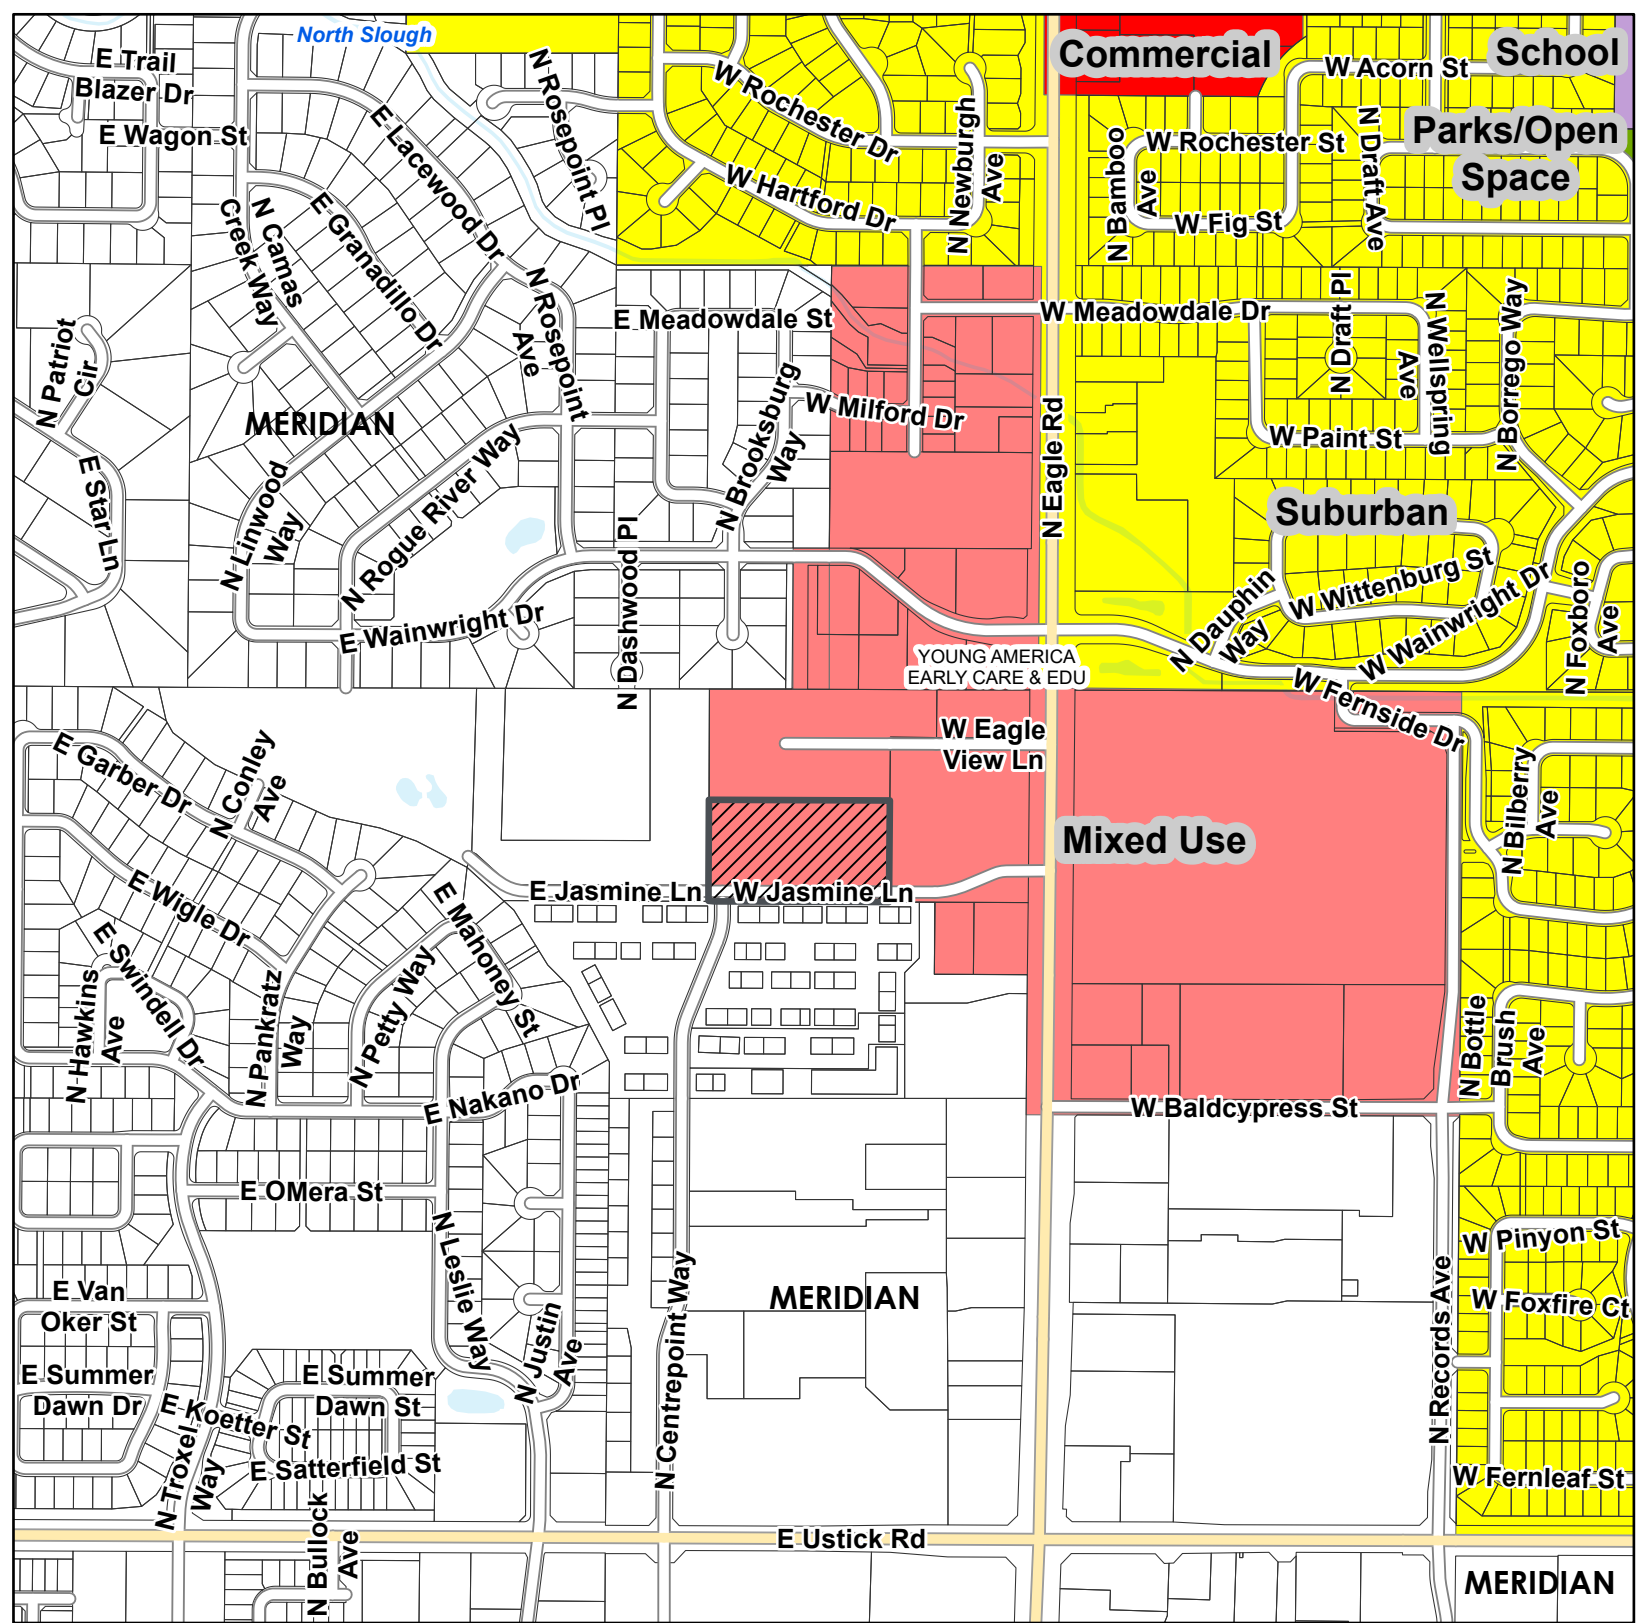 North Slough
E Trail
Blazer Dr
E Wagon St
N Rosepoint Pl
E Lacewood Dr
W Rochester Dr
N Newburgh
Ave
Commercial
W Acorn St
School
W Rochester St
N Bamboo
Ave
N Draft Ave
Parks/Open
Space
W Hartford Dr
W Fig St
N Camas
Creek Way
E Granadillo Dr
N Rosepoint
Ave
N Patriot
Cir
E Meadowdale St
W Meadowdale Dr
N Draft Pl
N Wellspring
Ave
N Borrego Way
MERIDIAN
N Brooksburg
Way
W Milford Dr
N Eagle Rd
W Paint St
E Star Ln
N Linwood
Way
N Rogue River Way
Suburban
N Dashwood Pl
E Wainwright Dr
W Wittenburg St
W Wainwright Dr
N Dauphin
Way
N Foxboro
Ave
YOUNG AMERICA
EARLY CARE & EDU
W Fernside Dr
W Eagle
View Ln
E Garber Dr
N Conley
Ave
N Bilberry
Ave
Mixed Use
E Wigle Dr
E Mahoney St
E Jasmine Ln
W Jasmine Ln
E Swindell Dr
N Hawkins
Ave
N Pankratz
Way
N Petty Way
E Nakano Dr
N Bottle
Brush
Ave
W Baldcypress St
E OMera St
N Leslie Way
W Pinyon St
E Van
Oker St
N Centrepoint Way
MERIDIAN
N Records Ave
W Foxfire Ct
N Justin
Ave
E Summer
Dawn Dr
E Summer
Dawn St
E Koetter St
E Satterfield St
N Troxel
Way
W Fernleaf St
N Bullock
Ave
E Ustick Rd
MERIDIAN